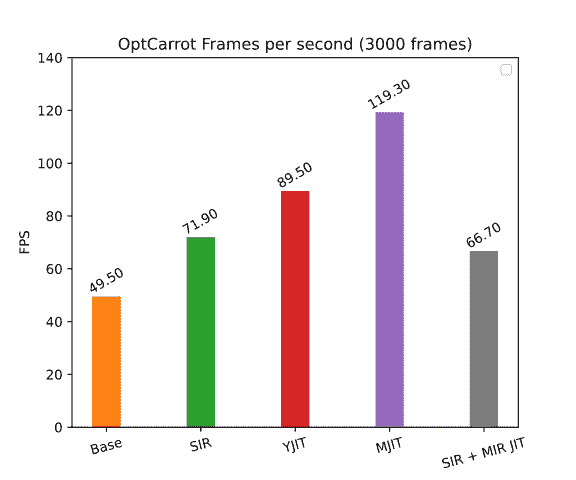 OptCarrot Frames per second (3000 frames)
140
120
100
80
60
40
20
0
FPS
49.50
71.90
89.50
119.30
66.70
Base
SIR
YJIT
MJIT
SIR + MIR JIT